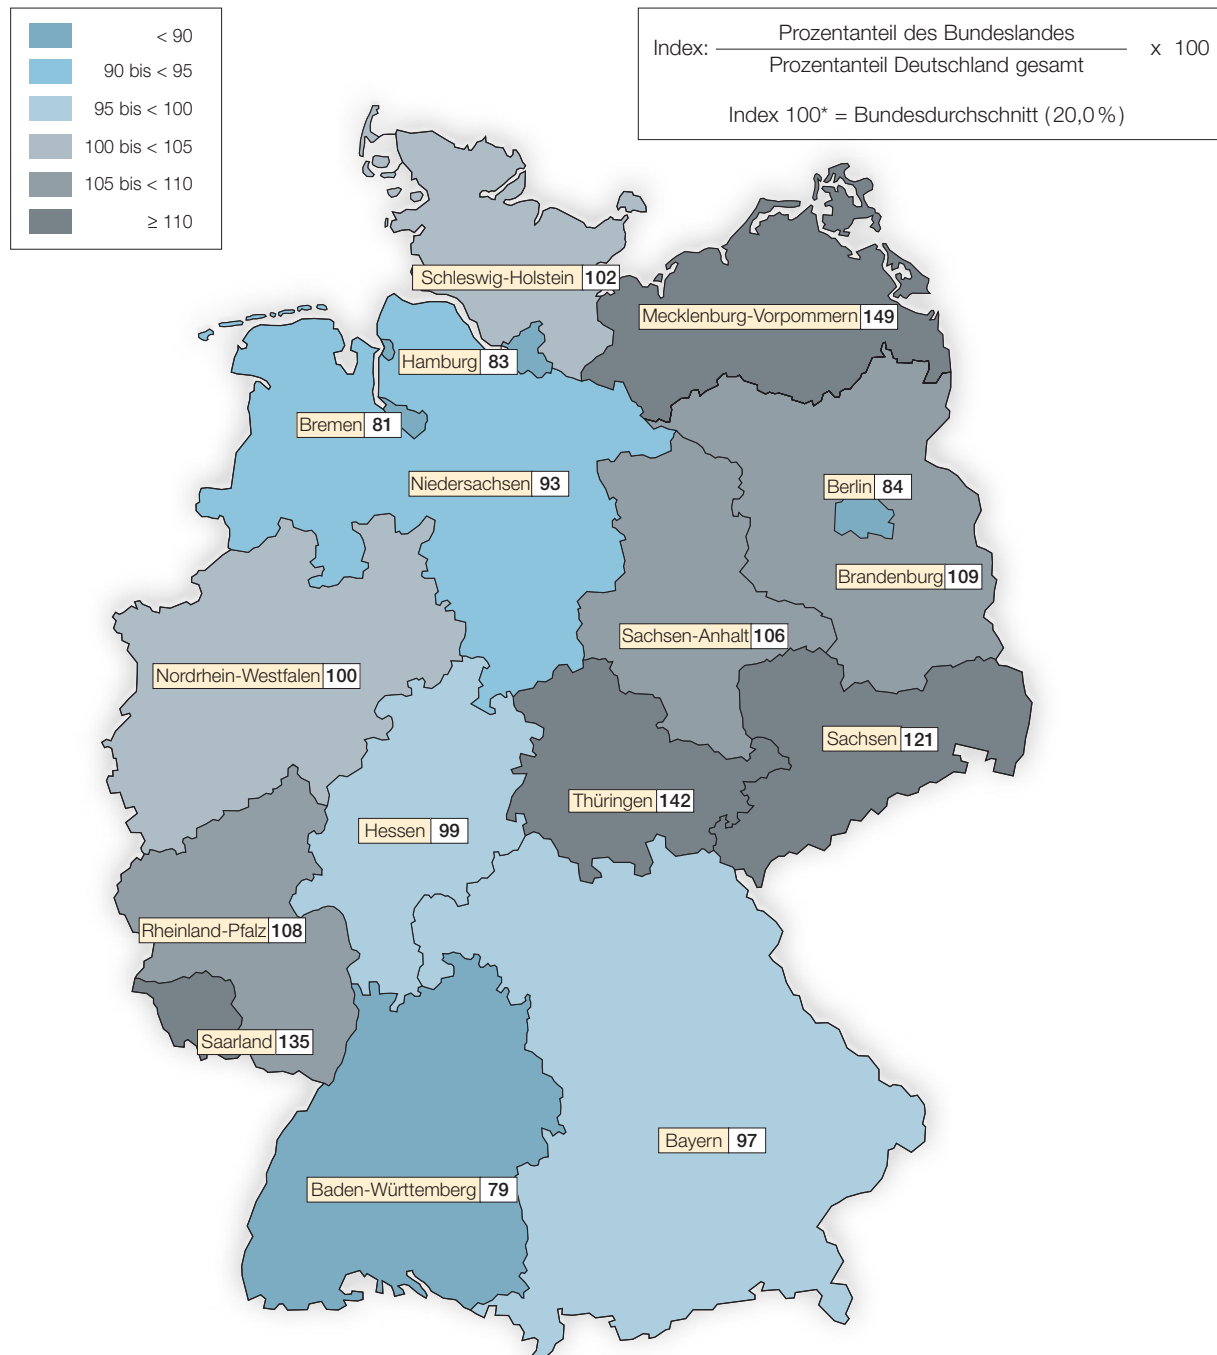 < 90
90 bis < 95
95 bis < 100
100 bis < 105
105 bis < 110
≥ 110
Index: Prozentanteil des Bundeslandes x 100
Prozentanteil Deutschland gesamt
Index 100* = Bundesdurchschnitt (20,0 %)
Schleswig-Holstein 102
Mecklenburg-Vorpommern 149
Hamburg 83
Bremen 81
Niedersachsen 93
Berlin 84
Brandenburg 109
Sachsen-Anhalt 106
Nordrhein-Westfalen 100
Sachsen 121
Thüringen 142
Hessen 99
Rheinland-Pfalz 108
Saarland 135
Bayern 97
Baden-Württemberg 79